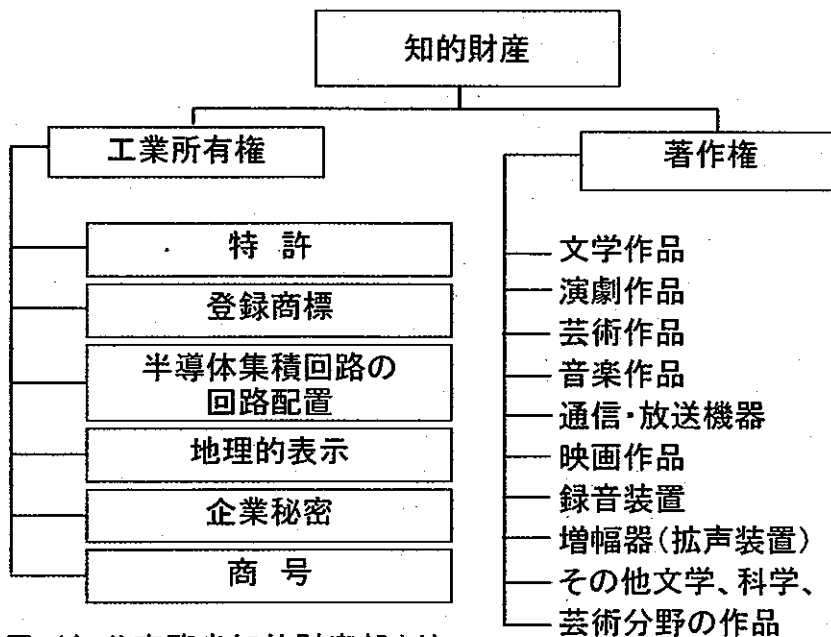 知的財産
工業所有権
特 許
登録商標
半導体集積回路の
回路配置
地理的表示
企業秘密
商 号
著作権
文学作品
演劇作品
芸術作品
音楽作品
通信・放送機器
映画作品
録音装置
増幅器(拡声装置)
その他文学、科学、
芸術分野の作品